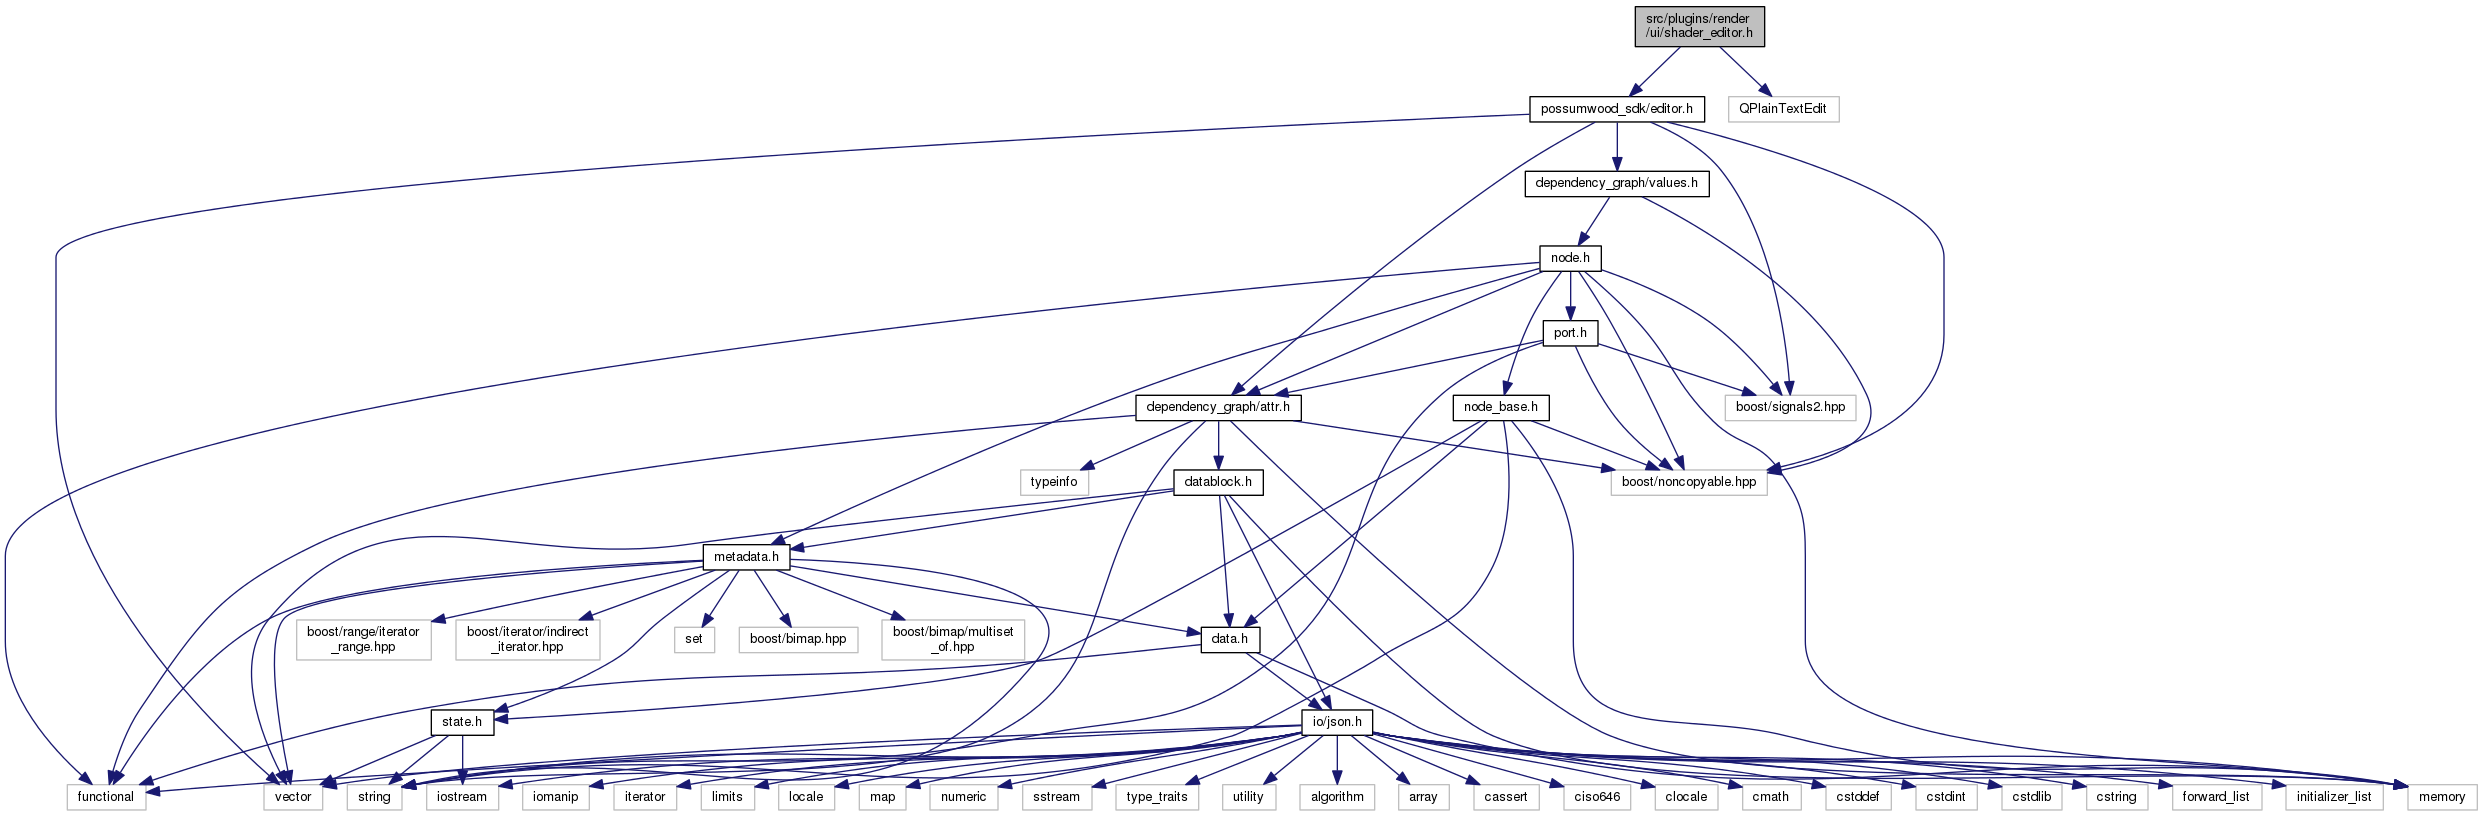 src/plugins/render
/ui/shader_editor.h
possumwood_sdk/editor.h
QPlainTextEdit
dependency_graph/values.h
node.h
port.h
dependency_graph/attr.h
node_base.h
boost/signals2.hpp
typeinfo
datablock.h
boost/noncopyable.hpp
metadata.h
boost/range/iterator
_range.hpp
boost/iterator/indirect
_iterator.hpp
set
boost/bimap.hpp
boost/bimap/multiset
_of.hpp
data.h
state.h
io/json.h
functional
vector
string
iostream
iomanip
iterator
limits
locale
map
numeric
sstream
type_traits
utility
algorithm
array
cassert
ciso646
clocale
cmath
cstddef
cstdint
cstdlib
cstring
forward_list
initializer_list
memory